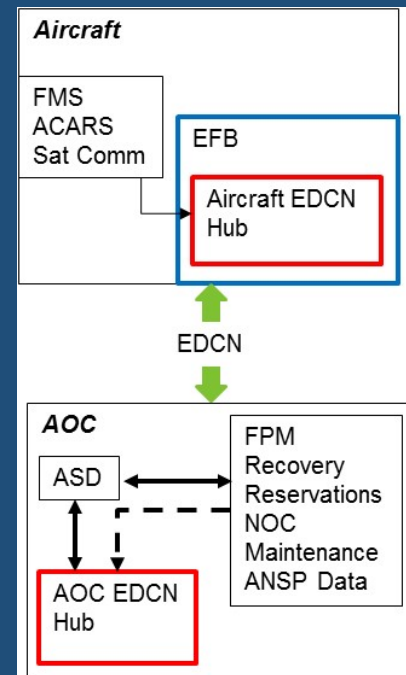 Aircraft
FMS
ACARS
Sat Comm
EFB
Aircraft EDCN
Hub
EDCN
AOC
ASD
FPM
Recovery
Reservations
NOC
Maintenance
ANSP Data
AOC EDCN
Hub